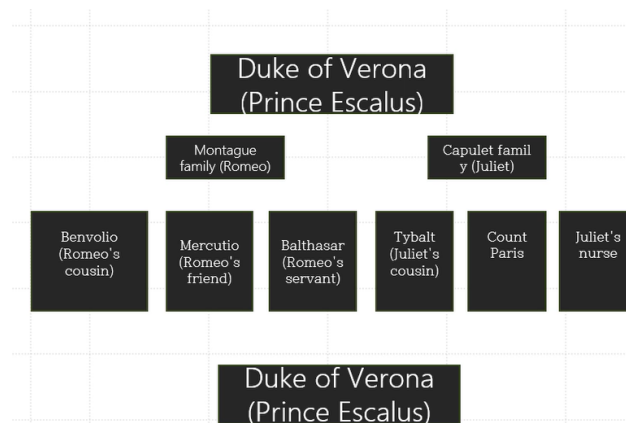 Duke of Verona
(Prince Escalus)
Montague
family (Romeo)
Capulet famil
y (Juliet)
Benvolio
(Romeo's
cousin)
Mercutio
(Romeo's
friend)
Balthasar
(Romeo's
servant)
Tybalt
(Juliet's
cousin)
Count
Paris
Juliet's
nurse
Duke of Verona
(Prince Escalus)